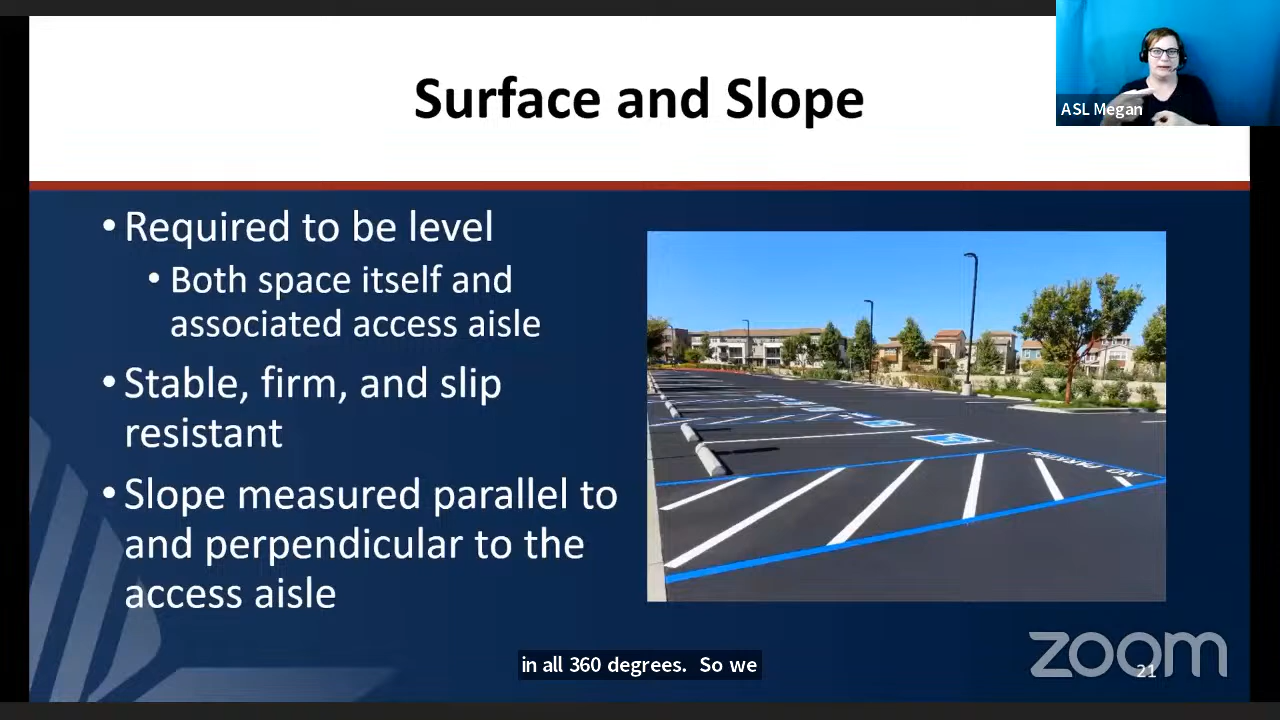 Surface and Slope
ASL Megan
• Required to be level
• Both space itself and
associated access aisle
• Stable, firm, and slip
resistant
• Slope measured parallel to
and perpendicular to the
access aisle
NO PARKING
in all 360 degrees. So we
zoom
21